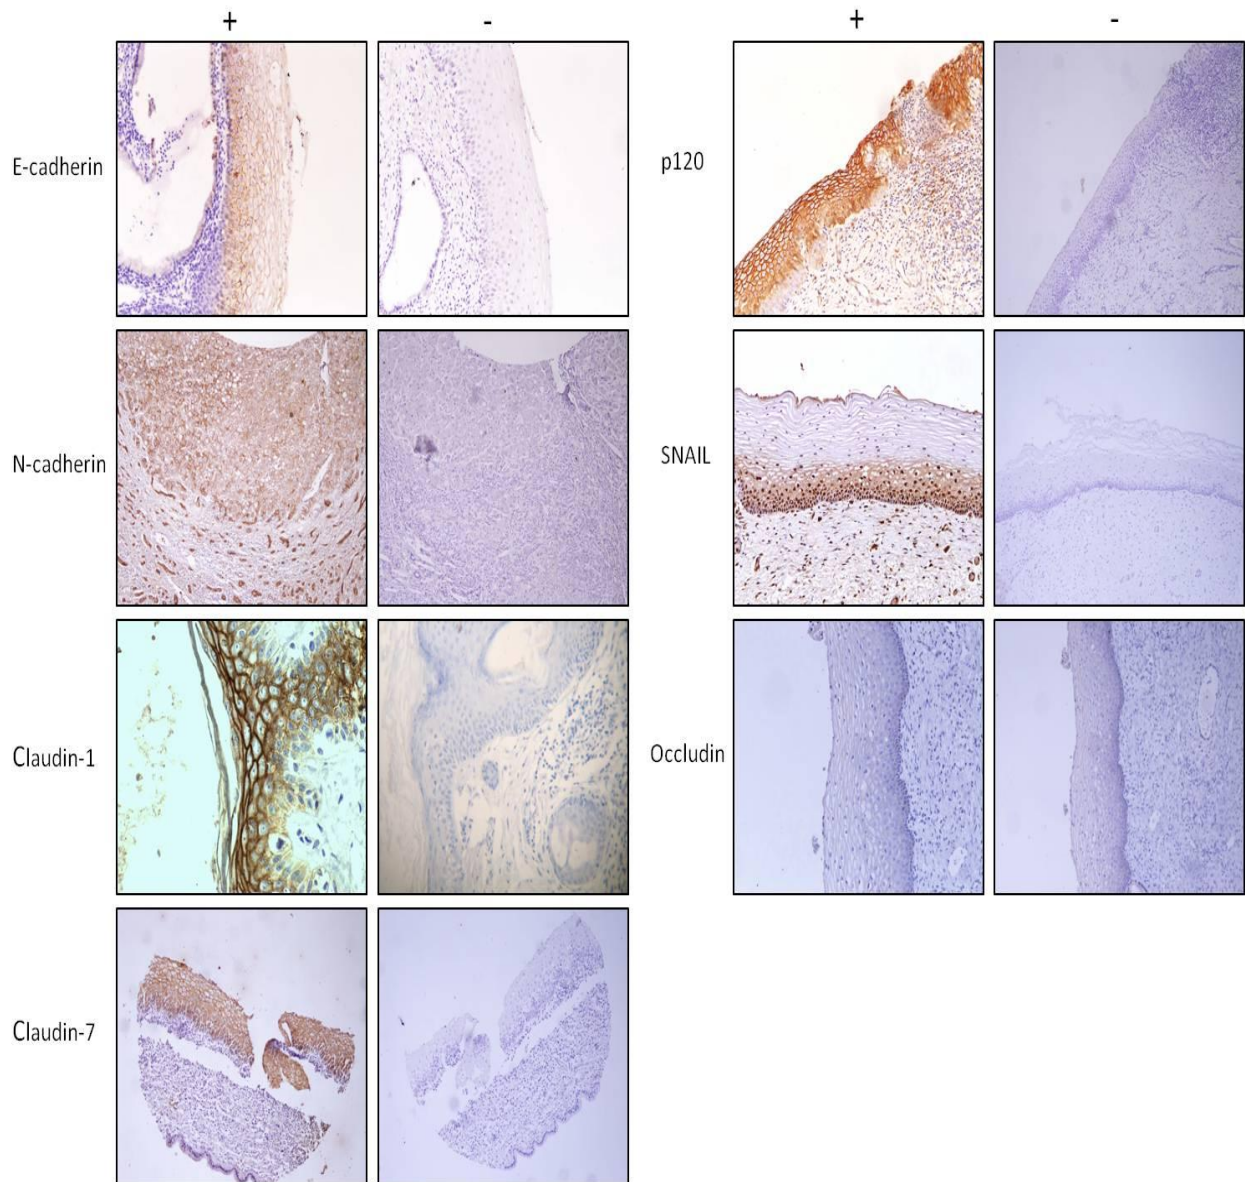 + - + -
E-cadherin
p120
N-cadherin
SNAIL
Claudin-1
Occludin
Claudin-7